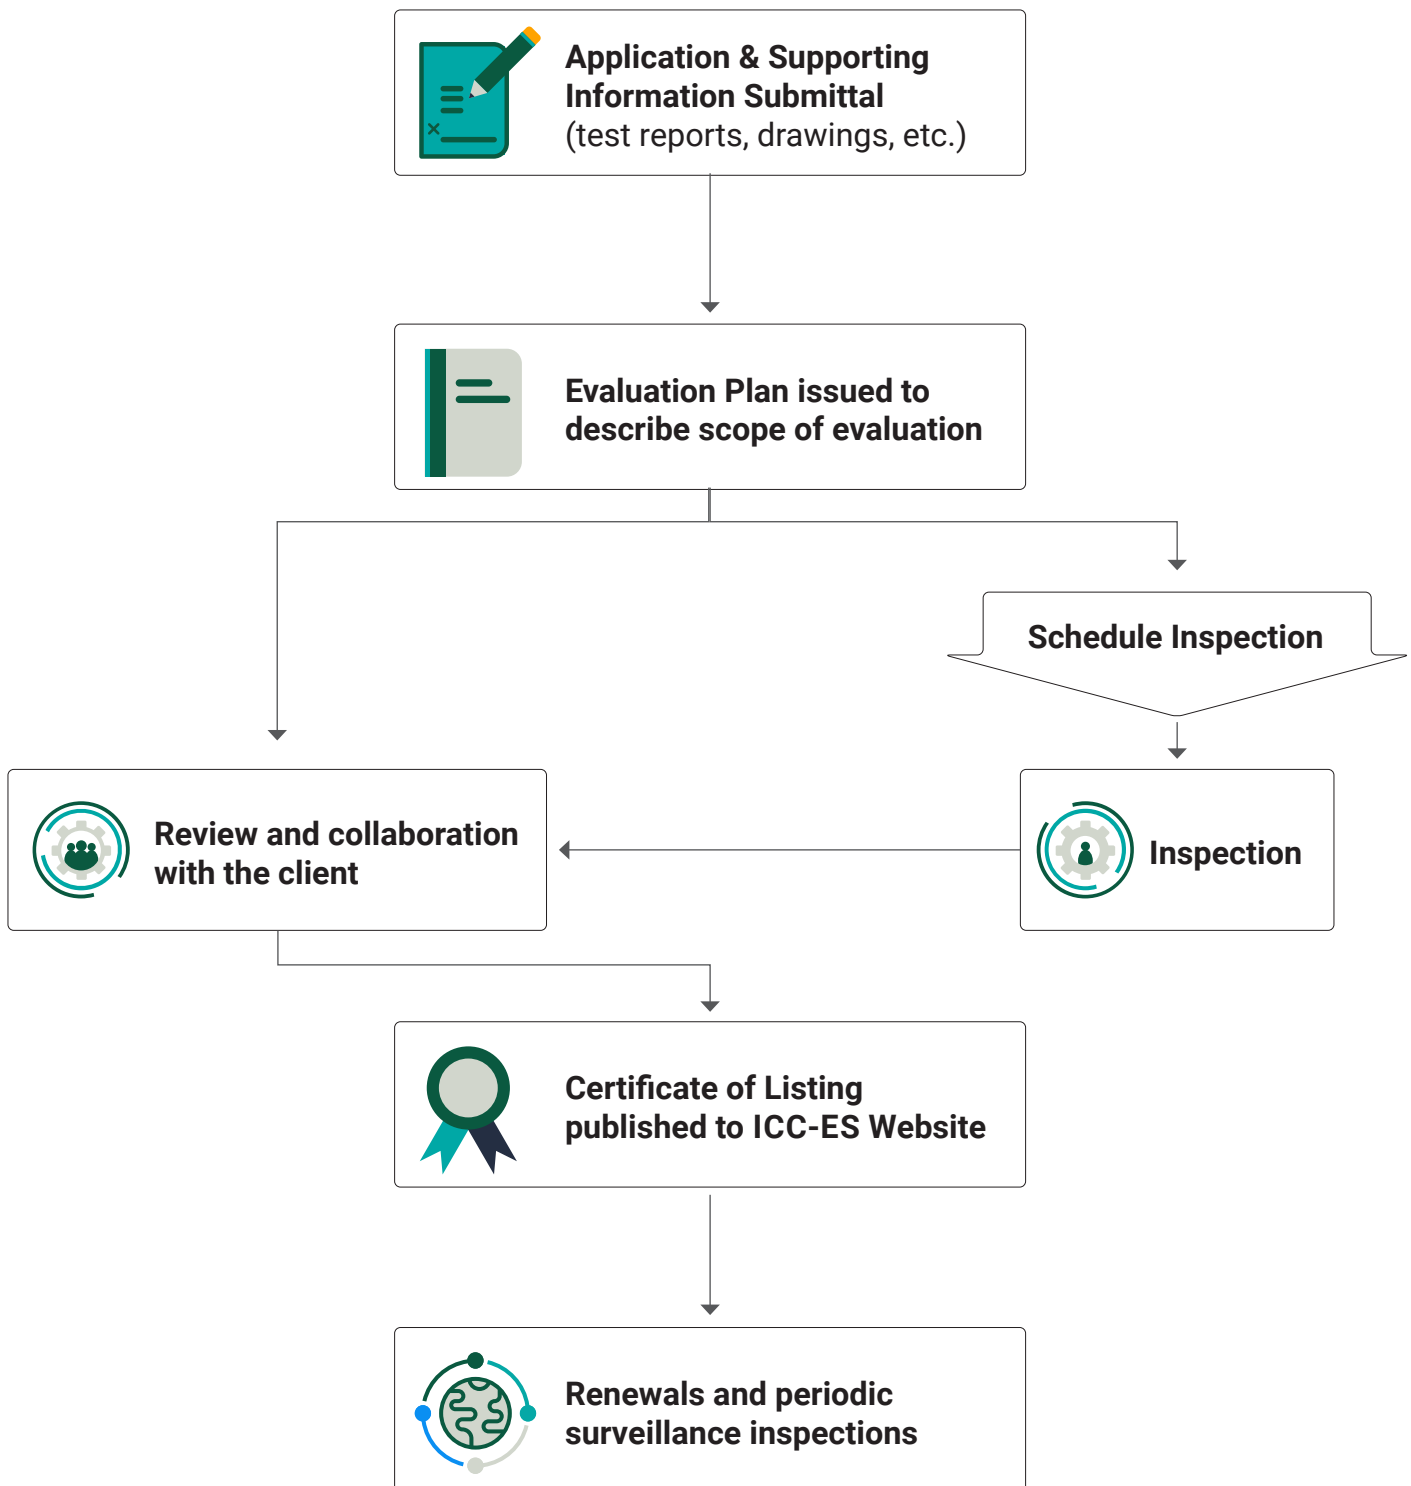 Application & Supporting
Information Submittal
(test reports, drawings, etc.)
Evaluation Plan issued to
describe scope of evaluation
Schedule Inspection
Review and collaboration
with the client
Inspection
Certificate of Listing
published to ICC-ES Website
Renewals and periodic
surveillance inspections